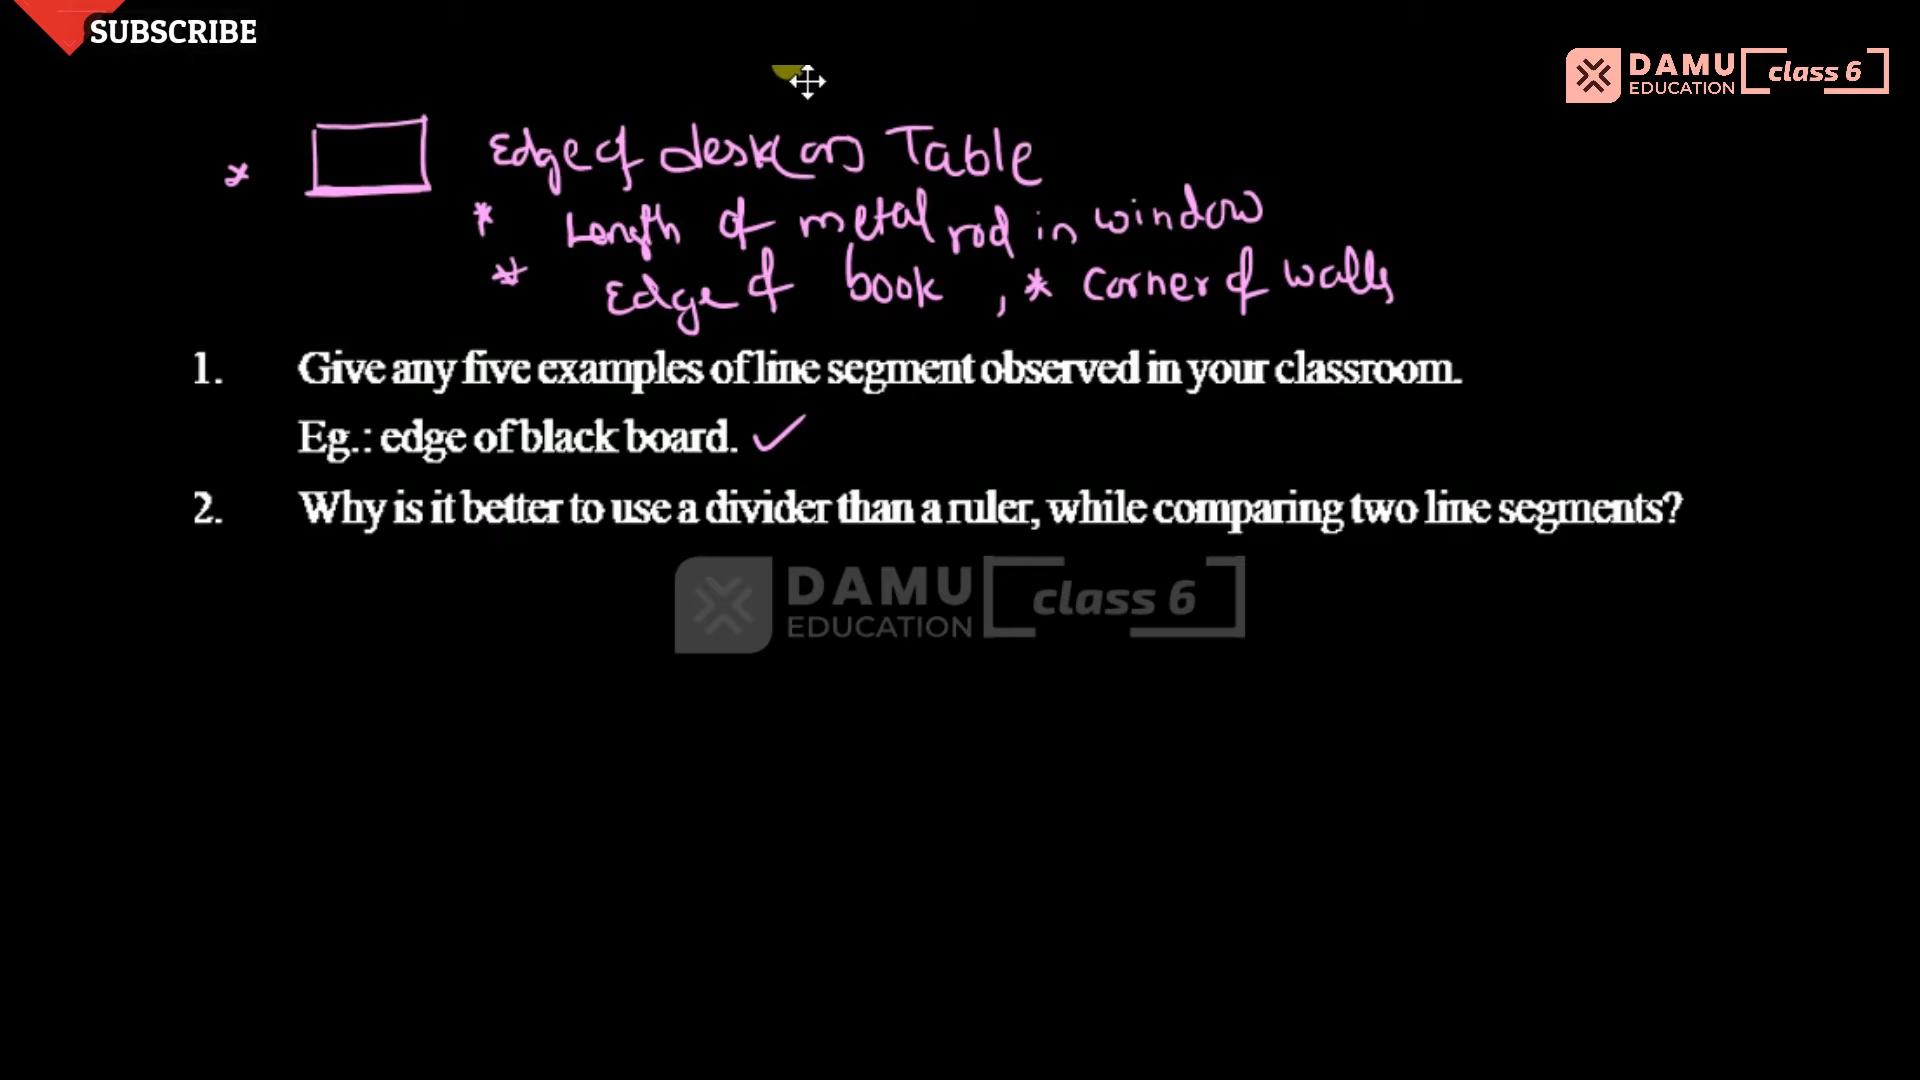 SUBSCRIBE
DAMU EDUCATION class 6
* Edge of desk (or) Table
* Length of metal rod in window
* Edge of book , * Corner of walls
1. Give any five examples of line segment observed in your classroom.
Eg.: edge of black board. ✓
2. Why is it better to use a divider than a ruler, while comparing two line segments?
DAMU EDUCATION class 6